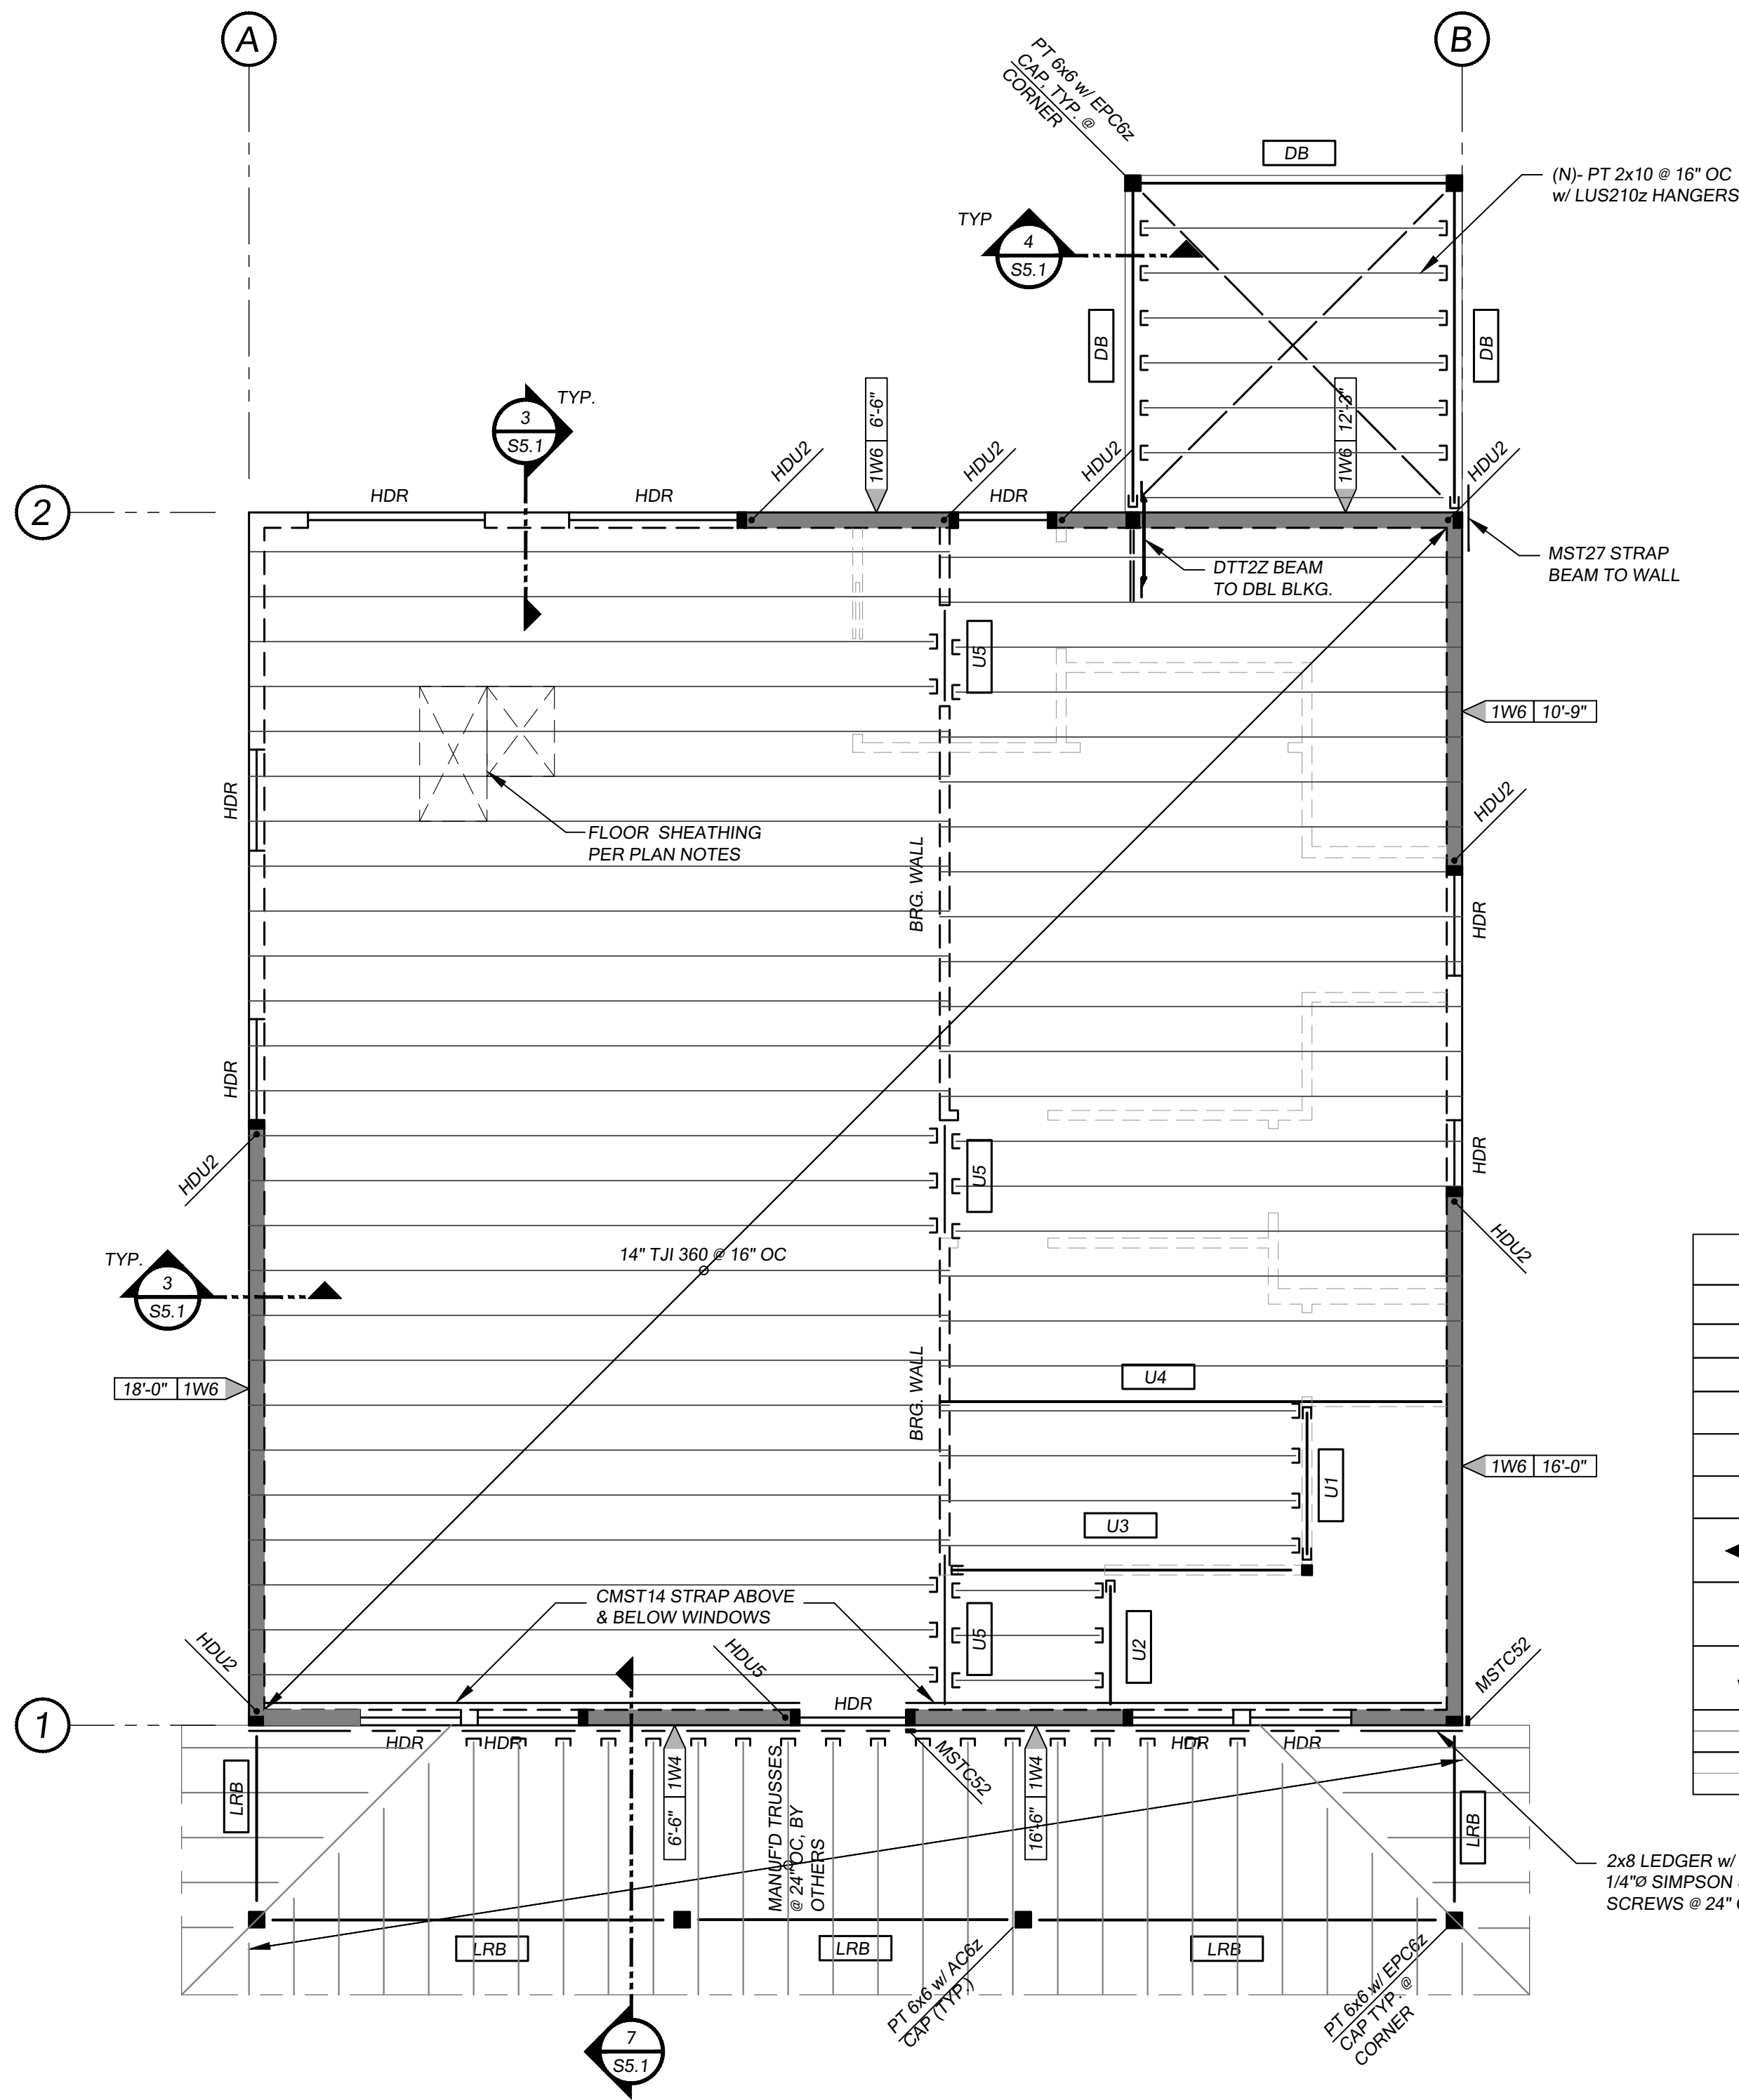 A
B
PT 6x6 w/ EPC6z
CAP, TYP. @
CORNER
DB
(N)- PT 2x10 @ 16" OC
w/ LUS210z HANGERS
TYP
4
S5.1
DB
DB
3
S5.1
TYP.
1W6 6'-6"
1W6 12'-3"
HDU2
HDU2
HDU2
HDU2
2
HDR
HDR
HDR
MST27 STRAP
BEAM TO WALL
DTT2Z BEAM
TO DBL BLKG.
U5
1W6 10'-9"
HDR
FLOOR SHEATHING
PER PLAN NOTES
HDU2
BRG. WALL
HDR
HDR
HDU2
U5
HDR
HDU2
14" TJI 360 @ 16" OC
TYP.
3
S5.1
18'-0" 1W6
BRG. WALL
U4
U1
1W6 16'-0"
U3
CMST14 STRAP ABOVE
& BELOW WINDOWS
U5
U2
HDU2
HDU5
MSTC52
HDR
1
HDR
HDR
HDR
HDR
MSTC52
LRB
6'-6" 1W4
MANUF'D TRUSSES
@ 24" OC, BY
OTHERS
16'-6" 1W4
LRB
2x8 LEDGER w/
1/4"Ø SIMPSON
SCREWS @ 24"
LRB
LRB
LRB
PT 6x6 w/ AC6z
CAP (TYP.)
PT 6x6 w/ EPC6z
CAP TYP. @
CORNER
7
S5.1